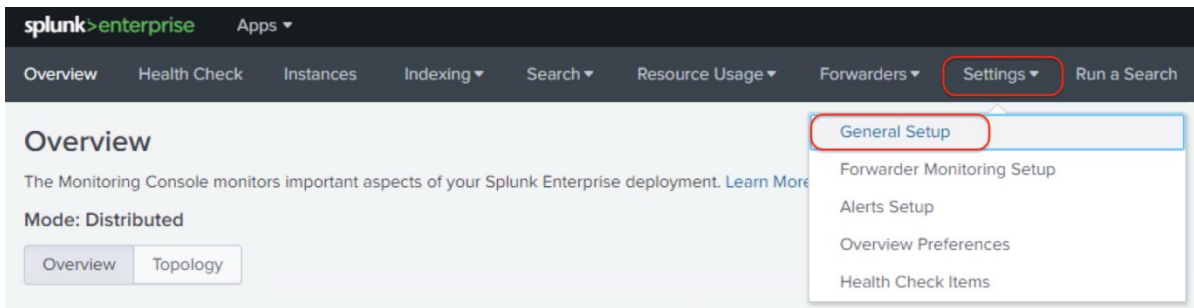 splunk>enterprise Apps
Overview Health Check Instances Indexing Search Resource Usage Forwarders Settings Run a Search
Overview
The Monitoring Console monitors important aspects of your Splunk Enterprise deployment. Learn More
Mode: Distributed
Overview Topology
General Setup
Forwarder Monitoring Setup
Alerts Setup
Overview Preferences
Health Check Items